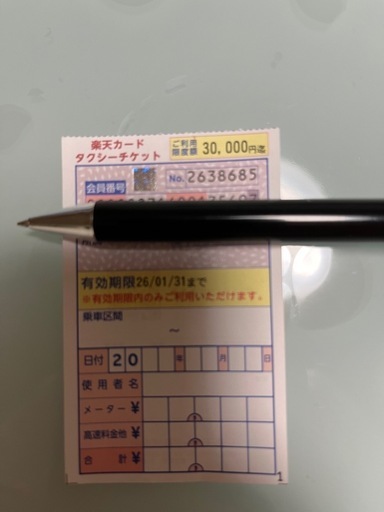 楽天カード
タクシーチケット
ご利用限度額 30,000円迄
会員番号
No. 2638685
有効期限26/01/31まで
※有効期限内のみご利用いただけます。
乗車区間
～
日付 20 年 月 日
使用者名
メーター ¥
高速料金他 ¥
合計 ¥
1